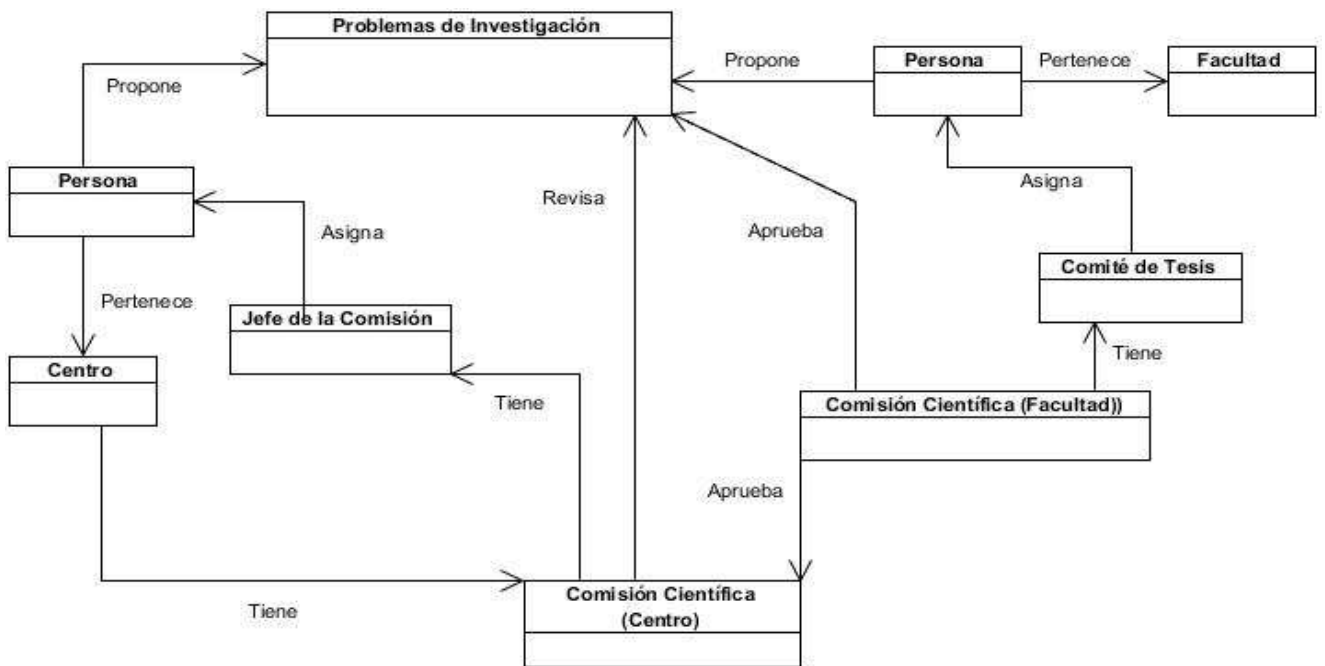 Problemas de Investigación
Propone
Persona
Pertenece
Facultad
Propone
Persona
Revisa
Asigna
Asigna
Aprueba
Comité de Tesis
Pertenece
Jefe de la Comisión
Tiene
Centro
Tiene
Comisión Científica (Facultad))
Aprueba
Comisión Científica
(Centro)
Tiene